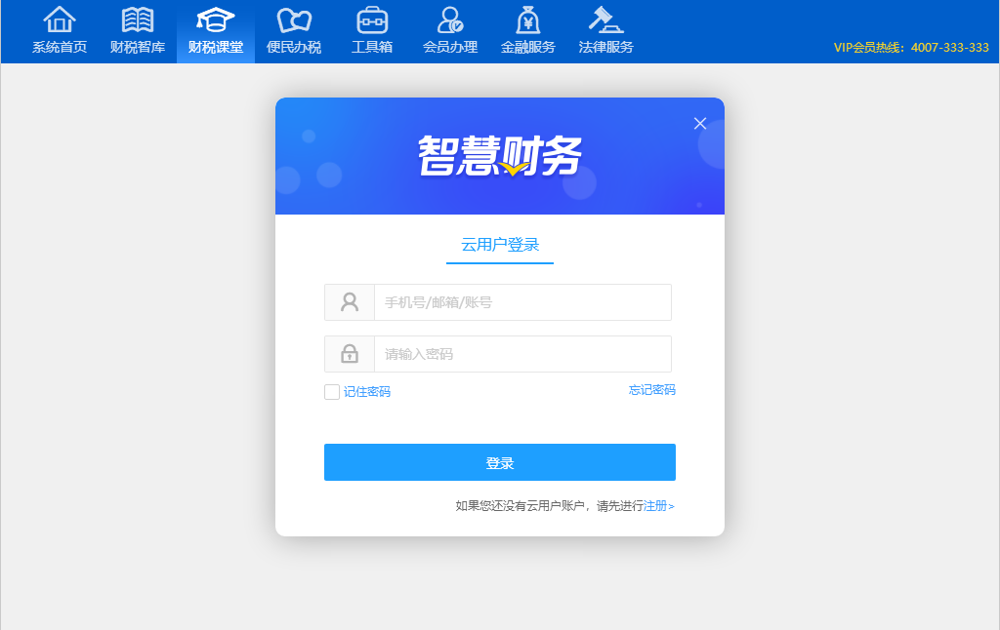 系统首页 财税智库 财税课堂 便民办税 工具箱 会员办理 金融服务 法律服务 VIP会员热线：4007-333-333
智慧财务
云用户登录
手机号/邮箱/账号
请输入密码
记住密码 忘记密码
登录
如果您还没有云用户账户，请先进行注册>